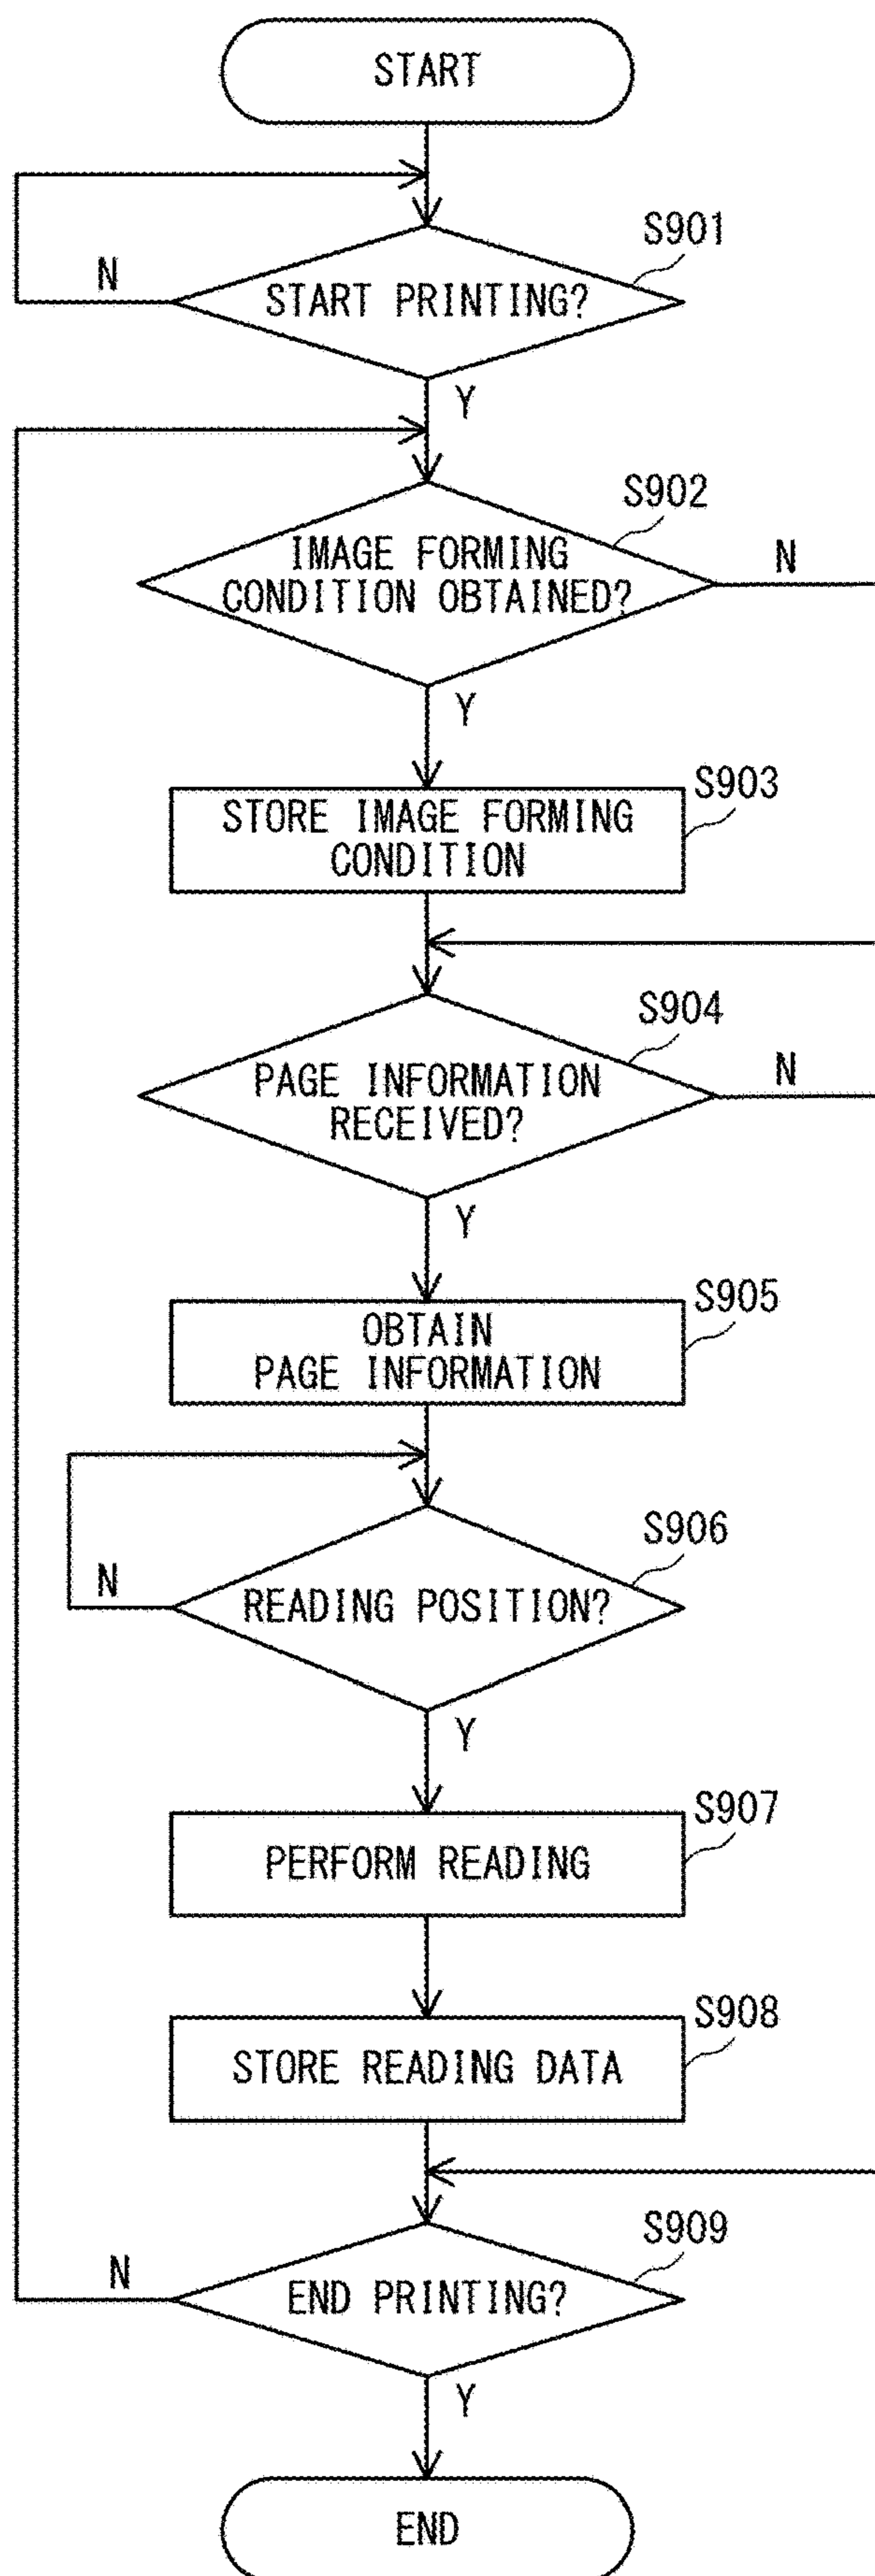 START
S901
N
START PRINTING?
Y
S902
IMAGE FORMING
CONDITION OBTAINED?
N
Y
S903
STORE IMAGE FORMING
CONDITION
S904
PAGE INFORMATION
RECEIVED?
N
Y
S905
OBTAIN
PAGE INFORMATION
S906
N
READING POSITION?
Y
S907
PERFORM READING
S908
STORE READING DATA
S909
N
END PRINTING?
Y
END